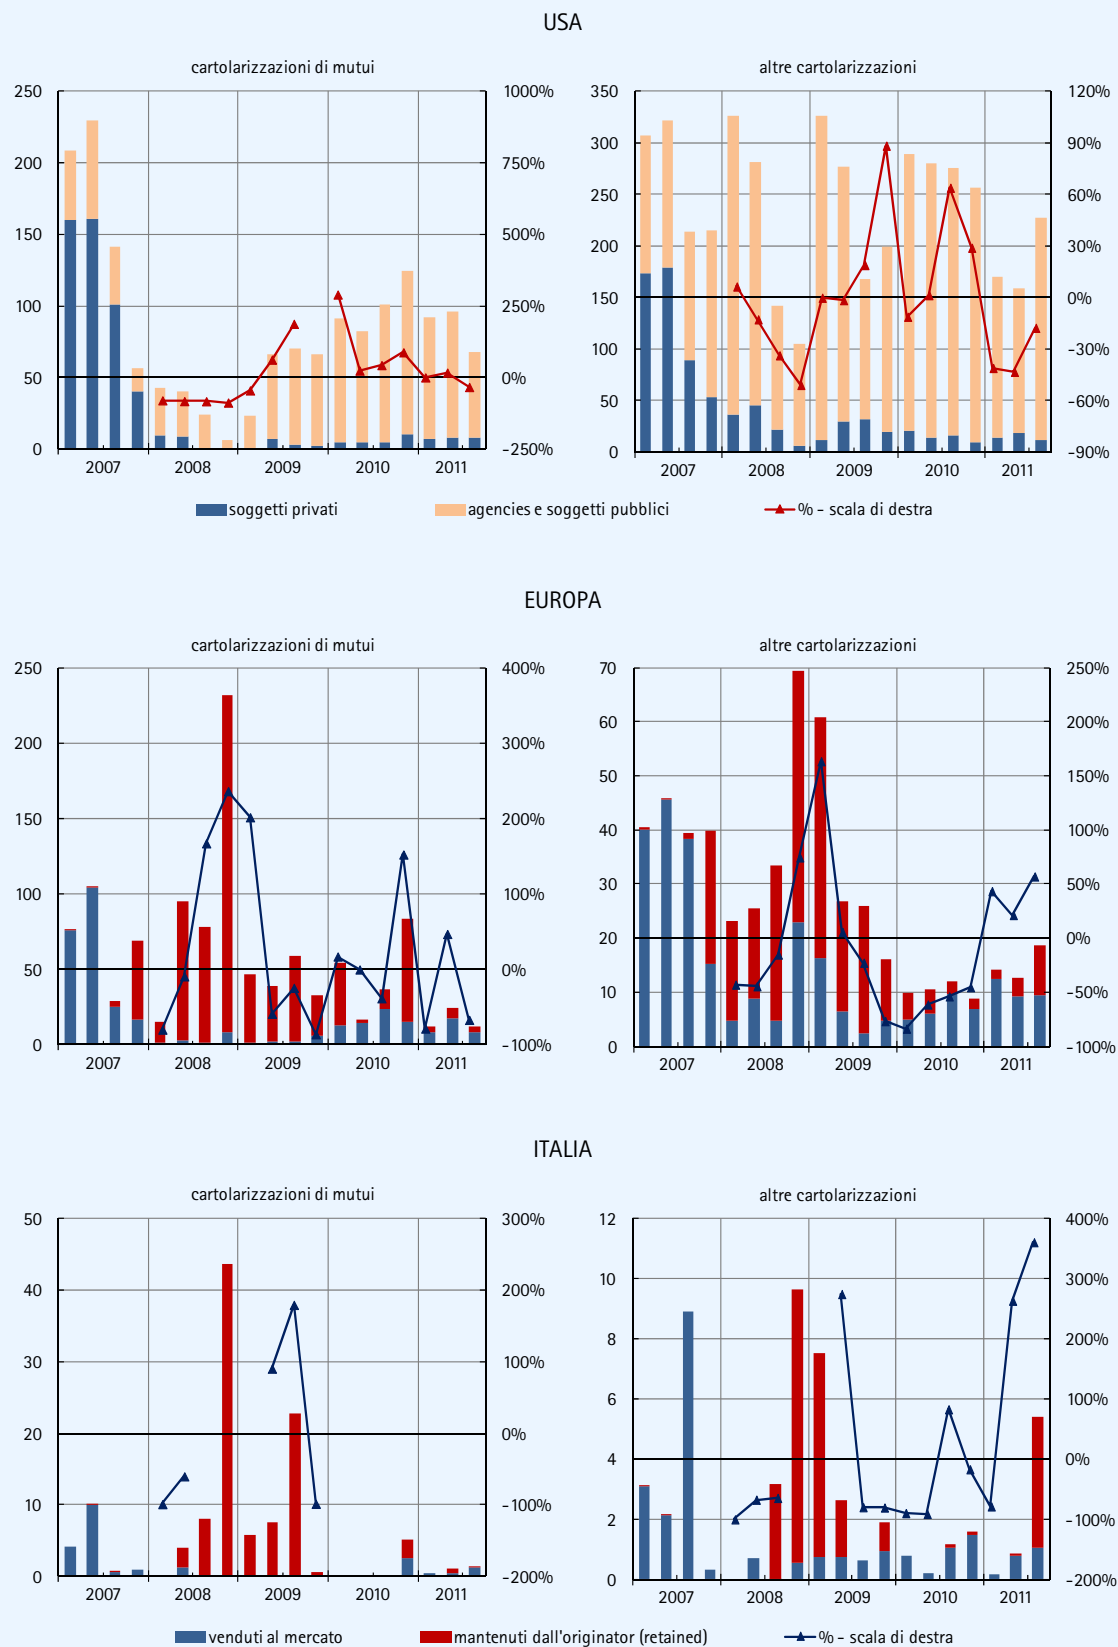 USA
cartolarizzazioni di mutui
altre cartolarizzazioni
250 1000% 350 120%
200 750% 300 90%
150 500% 250 60%
100 250% 200 30%
50 0% 150 0%
0 -250% 100 -30%
50 -60%
0 -90%
2007 2008 2009 2010 2011
2007 2008 2009 2010 2011
soggetti privati agencies e soggetti pubblici % - scala di destra
EUROPA
cartolarizzazioni di mutui
altre cartolarizzazioni
250 400% 70 250%
200 300% 60 200%
150 200% 50 150%
100 100% 40 100%
50 0% 30 50%
0 -100% 20 0%
10 -50%
0 -100%
2007 2008 2009 2010 2011
2007 2008 2009 2010 2011
ITALIA
cartolarizzazioni di mutui
altre cartolarizzazioni
50 300% 12 400%
40 200% 10 300%
30 100% 8 200%
20 0% 6 100%
10 -100% 4 0%
0 -200% 2 -100%
0 -200%
2007 2008 2009 2010 2011
2007 2008 2009 2010 2011
venduti al mercato mantenuti dall'originator (retained) % - scala di destra